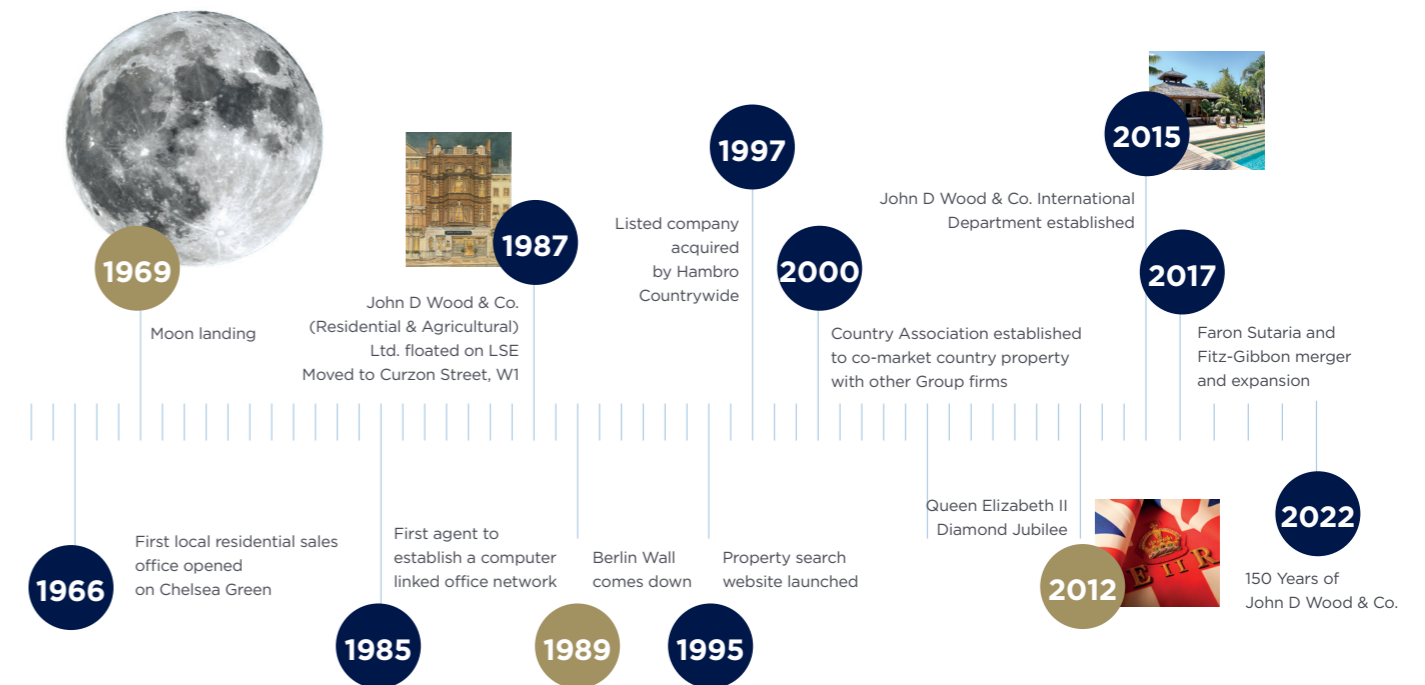 1969
Moon landing
1987
John D Wood & Co.
(Residential & Agricultural)
Ltd. floated on LSE
Moved to Curzon Street, W1
1997
Listed company
acquired
by Hambro
Countrywide
2000
Country Association established
to co-market country property
with other Group firms
2015
John D Wood & Co. International
Department established
2017
Faron Sutaria and
Fitz-Gibbon merger
and expansion
1966
First local residential sales
office opened
on Chelsea Green
1985
First agent to
establish a computer
linked office network
1989
Berlin Wall
comes down
1995
Property search
website launched
Queen Elizabeth II
Diamond Jubilee
2012
E II R
2022
150 Years of
John D Wood & Co.